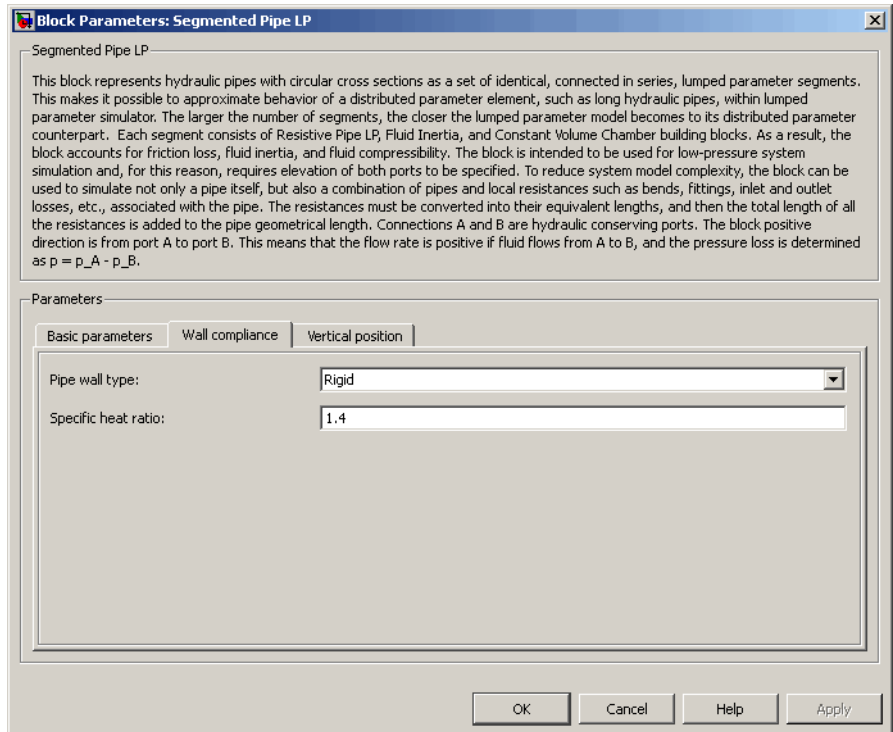 Block Parameters: Segmented Pipe LP
Segmented Pipe LP
This block represents hydraulic pipes with circular cross sections as a set of identical, connected in series, lumped parameter segments.
This makes it possible to approximate behavior of a distributed parameter element, such as long hydraulic pipes, within lumped
parameter simulator. The larger the number of segments, the closer the lumped parameter model becomes to its distributed parameter
counterpart.  Each segment consists of Resistive Pipe LP, Fluid Inertia, and Constant Volume Chamber building blocks. As a result, the
block accounts for friction loss, fluid inertia, and fluid compressibility. The block is intended to be used for low-pressure system
simulation and, for this reason, requires elevation of both ports to be specified. To reduce system model complexity, the block can be
used to simulate not only a pipe itself, but also a combination of pipes and local resistances such as bends, fittings, inlet and outlet
losses, etc., associated with the pipe. The resistances must be converted into their equivalent lengths, and then the total length of all
the resistances is added to the pipe geometrical length. Connections A and B are hydraulic conserving ports. The block positive
direction is from port A to port B. This means that the flow rate is positive if fluid flows from A to B, and the pressure loss is determined
as p = p_A - p_B.
Parameters
Basic parameters Wall compliance Vertical position
Pipe wall type: Rigid
Specific heat ratio: 1.4
OK Cancel Help Apply